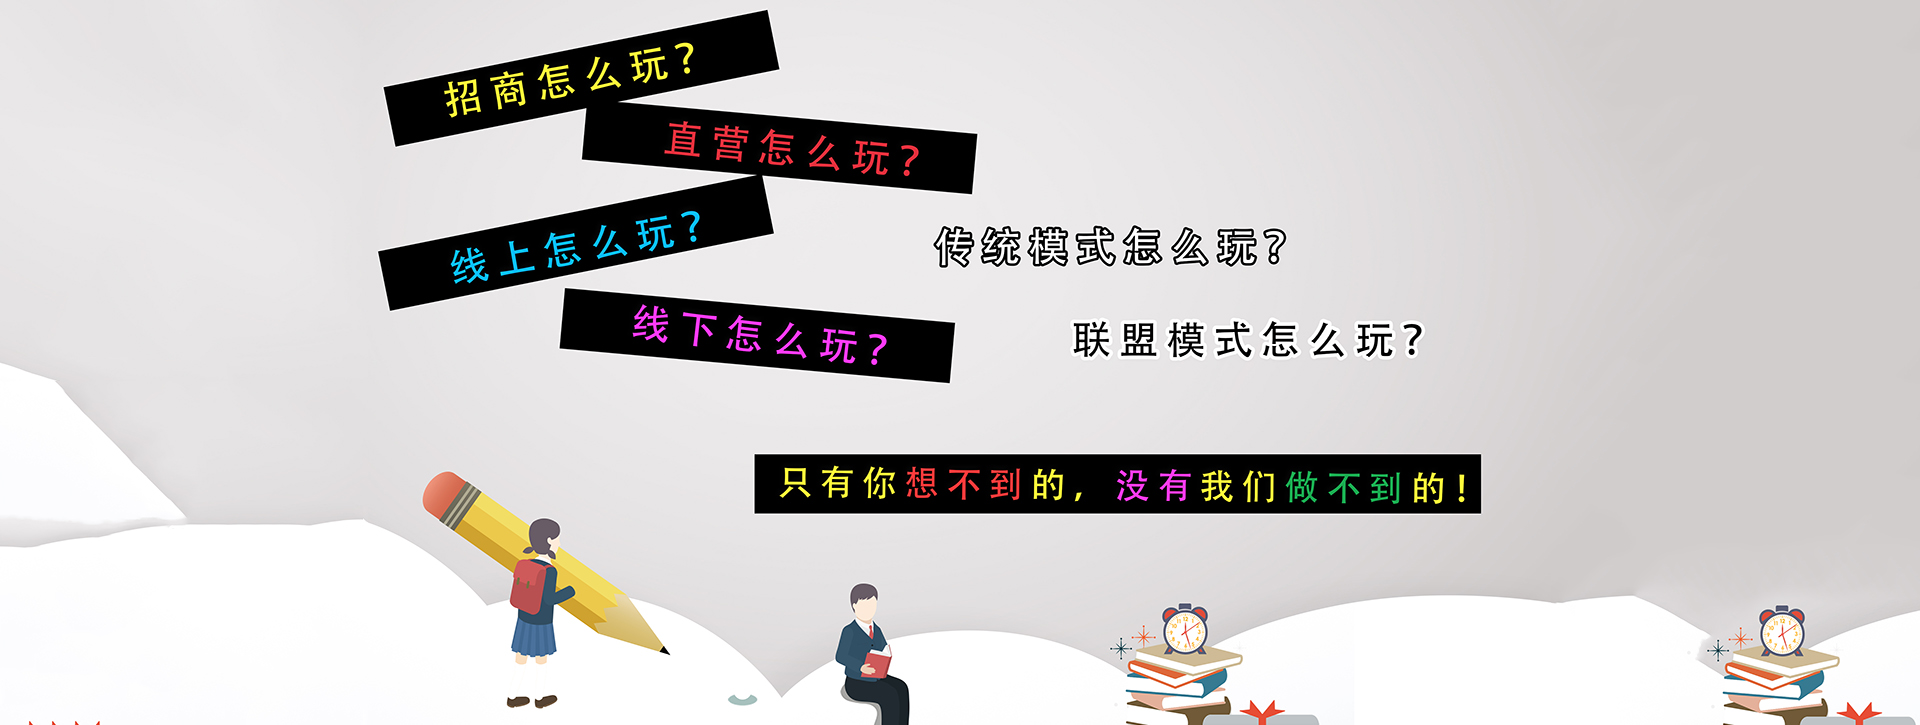 招商怎么玩？
直营怎么玩？
线上怎么玩？
传统模式怎么玩？
线下怎么玩？
联盟模式怎么玩？
只有你想不到的，没有我们做不到的！